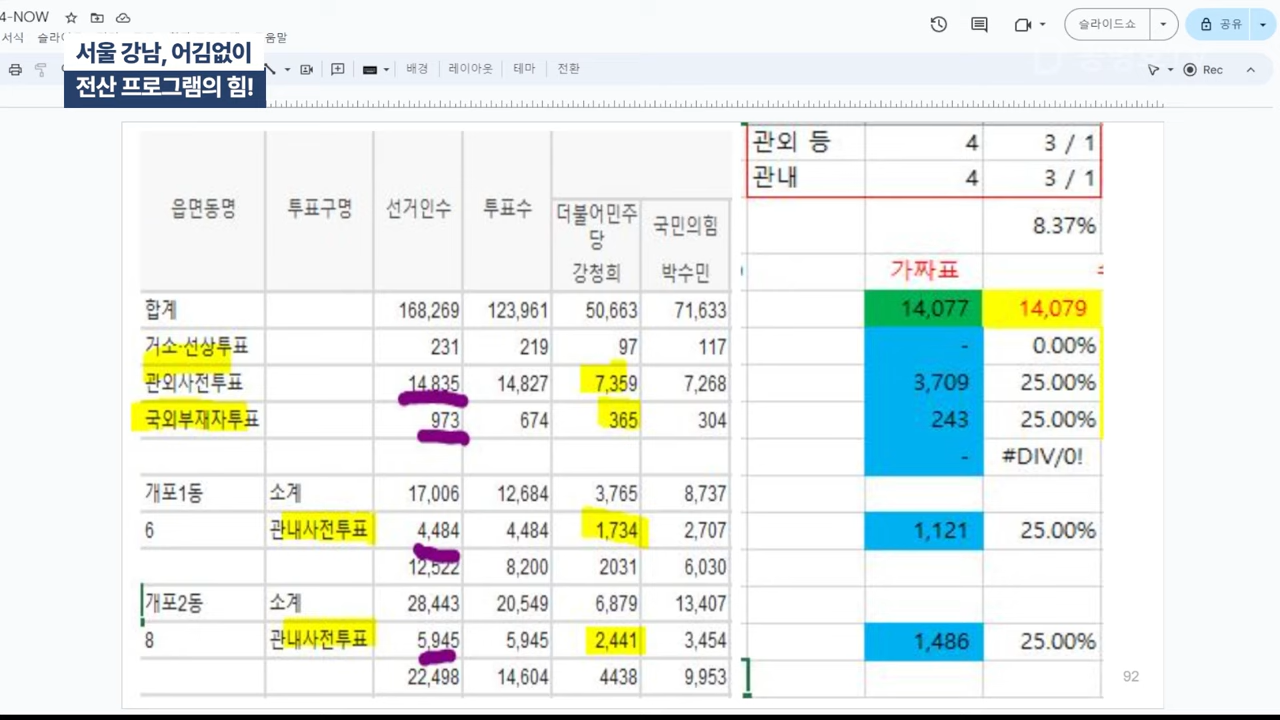 4-NOW
서식
슬라이드쇼
공유
서울 강남, 어김없이
전산 프로그램의 힘!
배경 레이아웃 테마 전환
Rec
읍면동명 투표구명 선거인수 투표수 더불어민주당 국민의힘
강청희 박수민
합계 168,269 123,961 50,663 71,633
거소·선상투표 231 219 97 117
관외사전투표 14,835 14,827 7,359 7,268
국외부재자투표 973 674 365 304
개포1동 소계 17,006 12,684 3,765 8,737
6 관내사전투표 4,484 4,484 1,734 2,707
12,522 8,200 2031 6,030
개포2동 소계 28,443 20,549 6,879 13,407
8 관내사전투표 5,945 5,945 2,441 3,454
22,498 14,604 4438 9,953
관외 등 4 3 / 1
관내 4 3 / 1
8.37%
가짜표
14,077 14,079
- 0.00%
3,709 25.00%
243 25.00%
- #DIV/0!
1,121 25.00%
1,486 25.00%
92